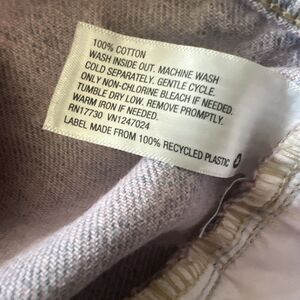 100% COTTON
WASH INSIDE OUT. MACHINE WASH
COLD SEPARATELY. GENTLE CYCLE.
ONLY NON-CHLORINE BLEACH IF NEEDED.
TUMBLE DRY LOW. REMOVE PROMPTLY.
WARM IRON IF NEEDED.
RN17730 VN1247024
LABEL MADE FROM 100% RECYCLED PLASTIC